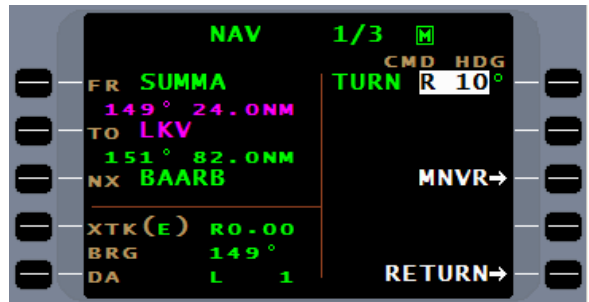 NAV 1/3 M
CMD HDG
FR SUMMA TURN R 10°
149° 24.0NM
TO LKV
151° 82.0NM
NX BAARB MNVR→
XTK(E) R0.00
BRG 149°
DA L 1 RETURN→